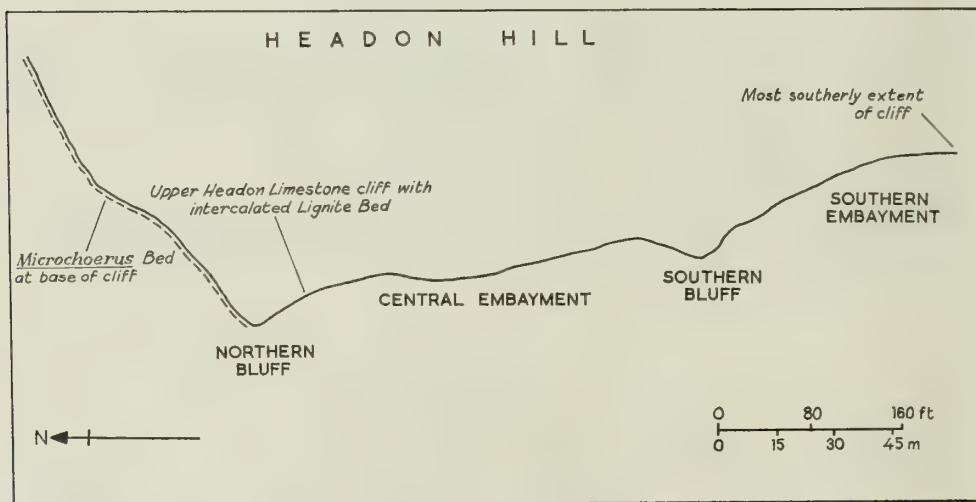 HEADON HILL
Most southerly extent
of cliff
Upper Headon Limestone cliff with
intercalated Lignite Bed
Microchoerus Bed
at base of cliff
SOUTHERN
EMBAYMENT
SOUTHERN
BLUFF
CENTRAL EMBAYMENT
NORTHERN
BLUFF
N
0 80 160 ft
0 15 30 45 m